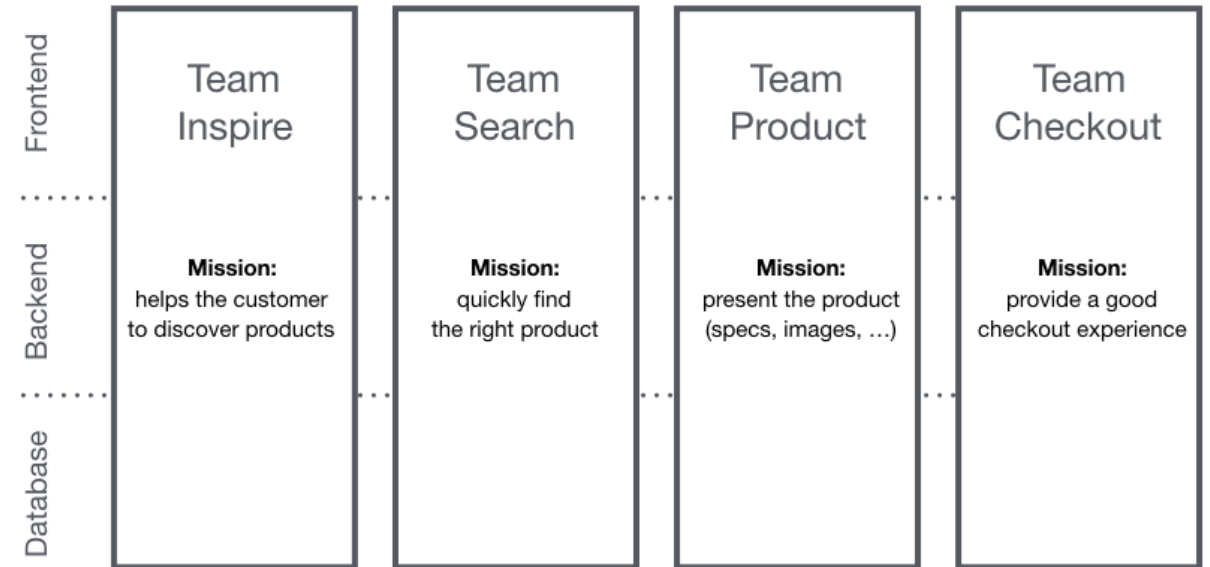 Frontend
Backend
Database
Team
Inspire
Mission:
helps the customer
to discover products
Team
Search
Mission:
quickly find
the right product
Team
Product
Mission:
present the product
(specs, images, …)
Team
Checkout
Mission:
provide a good
checkout experience